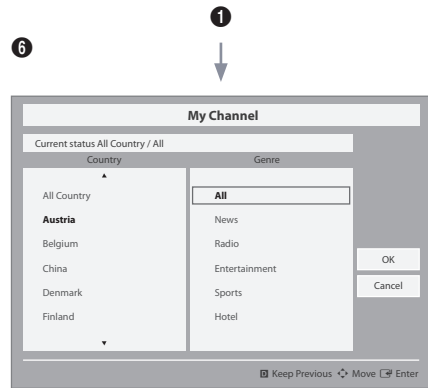 ❶
❻
My Channel
Current status All Country / All
Country
Genre
All Country
Austria
Belgium
China
Denmark
Finland
All
News
Radio
Entertainment
Sports
Hotel
OK
Cancel
D Keep Previous Move Enter